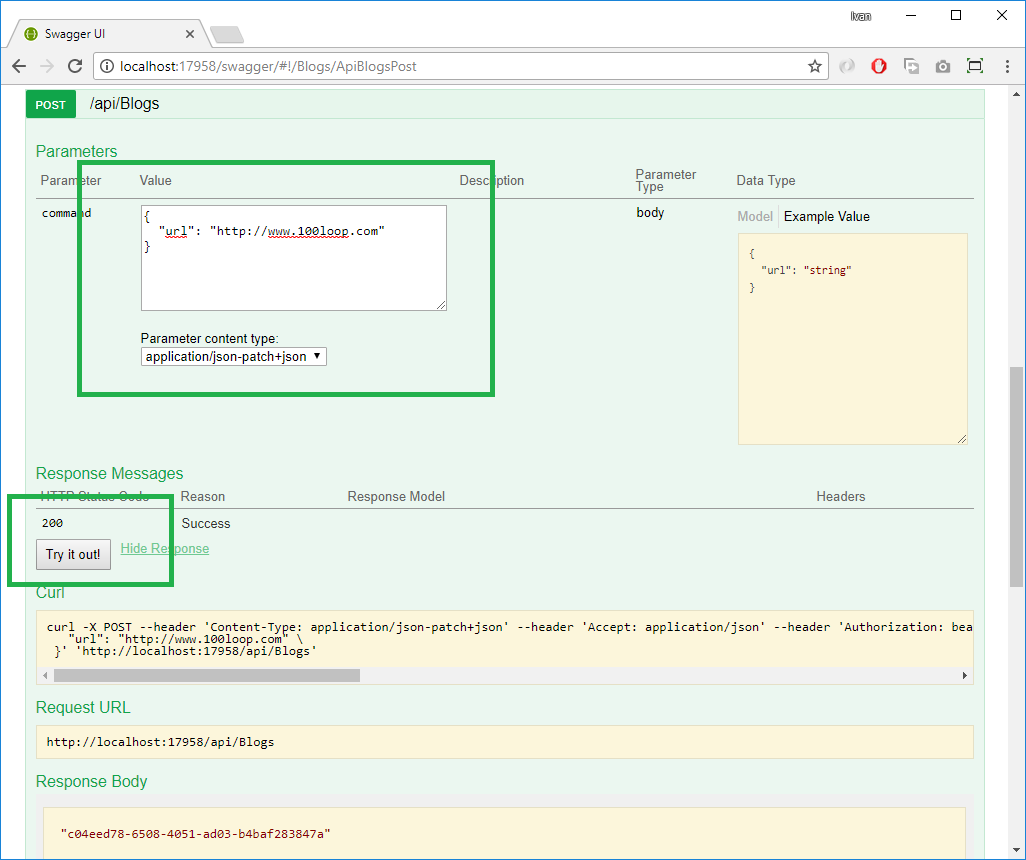 Ivan
Swagger UI
localhost:17958/swagger/#!/Blogs/ApiBlogsPost
POST /api/Blogs
Parameters
Parameter Value Description Parameter Type Data Type
command
{
"url": "http://www.100loop.com"
}
body
Model Example Value
{
"url": "string"
}
Parameter content type:
application/json-patch+json
Response Messages
HTTP Status Code Reason Response Model Headers
200 Success
Try it out! Hide Response
Curl
curl -X POST --header 'Content-Type: application/json-patch+json' --header 'Accept: application/json' --header 'Authorization: bea
"url": "http://www.100loop.com" \
}' 'http://localhost:17958/api/Blogs'
Request URL
http://localhost:17958/api/Blogs
Response Body
"c04eed78-6508-4051-ad03-b4baf283847a"